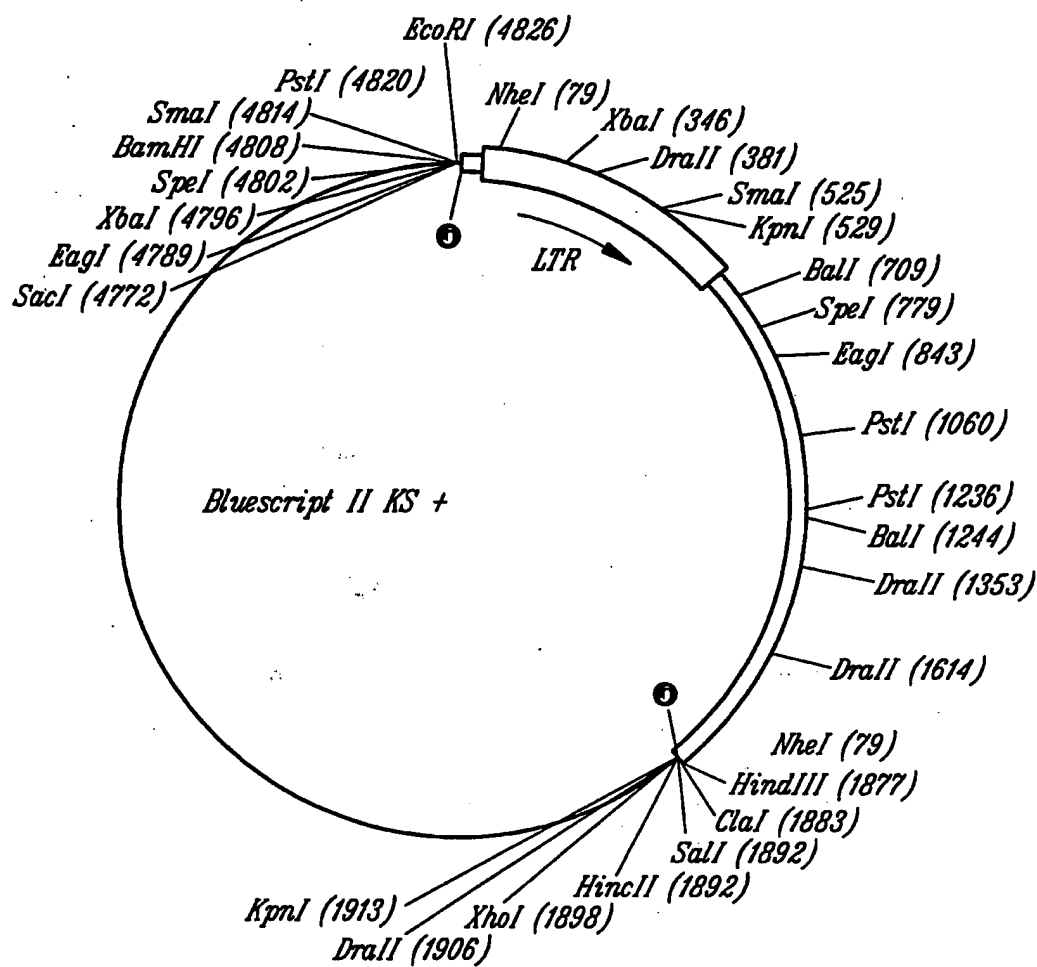 EcoRI (4826)
PstI (4820)
SmaI (4814)
BamHI (4808)
SpeI (4802)
XbaI (4796)
EagI (4789)
SacI (4772)
NheI (79)
XbaI (346)
DraII (381)
SmaI (525)
KpnI (529)
BalI (709)
SpeI (779)
EagI (843)
PstI (1060)
PstI (1236)
BalI (1244)
DraII (1353)
DraII (1614)
j
LTR
Bluescript II KS +
j
NheI (79)
HindIII (1877)
ClaI (1883)
SalI (1892)
HincII (1892)
XhoI (1898)
DraII (1906)
KpnI (1913)